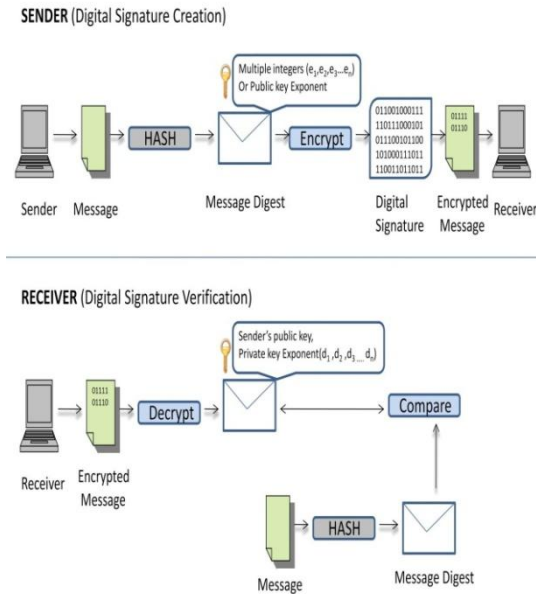 SENDER (Digital Signature Creation)
Multiple integers (e1,e2,e3...en)
Or Public key Exponent
HASH
Encrypt
011001000111
110111000101
011100101100
101000111011
110011011011
01111
01110
Sender
Message
Message Digest
Digital
Signature
Encrypted
Message
Receiver
RECEIVER (Digital Signature Verification)
Sender's public key,
Private key Exponent(d1 ,d2 ,d3 .... dn)
01111
01110
Decrypt
Compare
Receiver
Encrypted
Message
HASH
Message
Message Digest